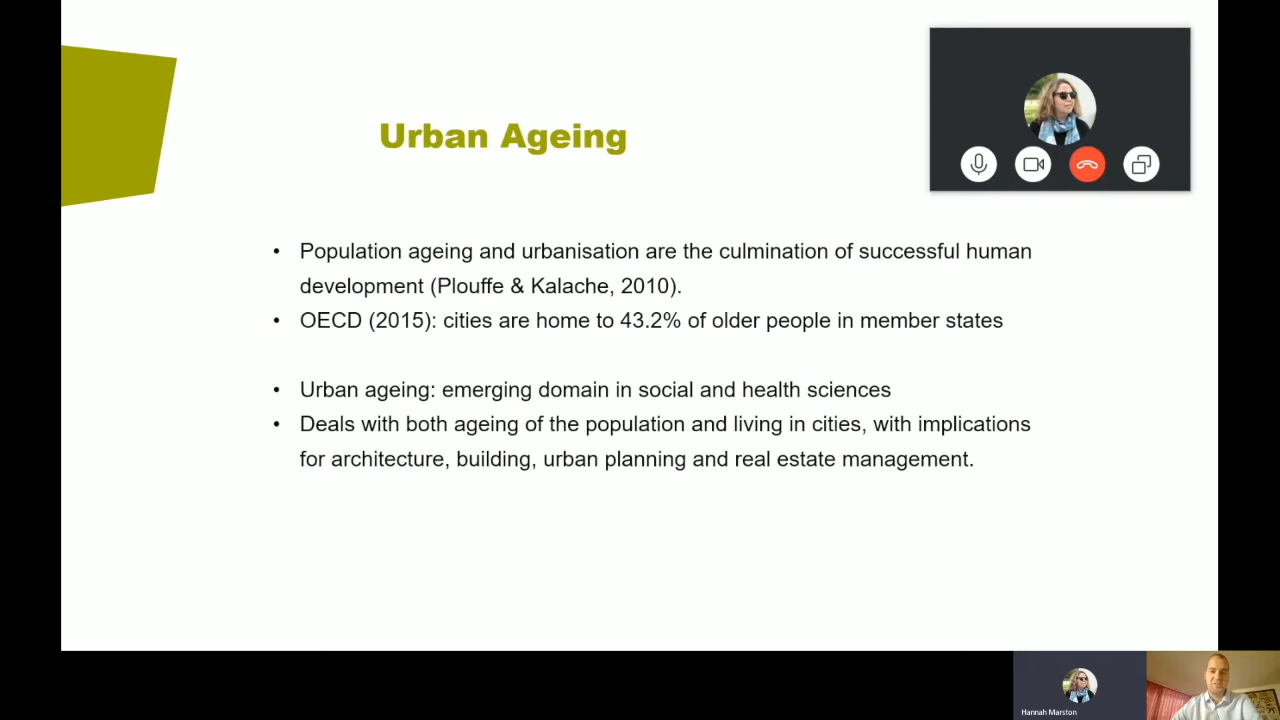 Urban Ageing
• Population ageing and urbanisation are the culmination of successful human
development (Plouffe & Kalache, 2010).
• OECD (2015): cities are home to 43.2% of older people in member states
• Urban ageing: emerging domain in social and health sciences
• Deals with both ageing of the population and living in cities, with implications
for architecture, building, urban planning and real estate management.
Hannah Marston